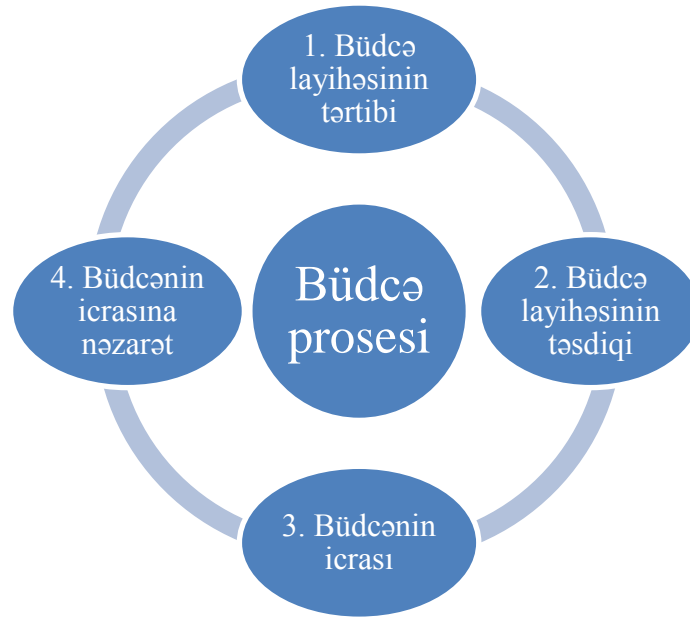 1. Büdcə
layihəsinin
tərtibi
4. Büdcənin
icrasına
nəzarət
Büdcə
prosesi
2. Büdcə
layihəsinin
təsdiqi
3. Büdcənin
icrası